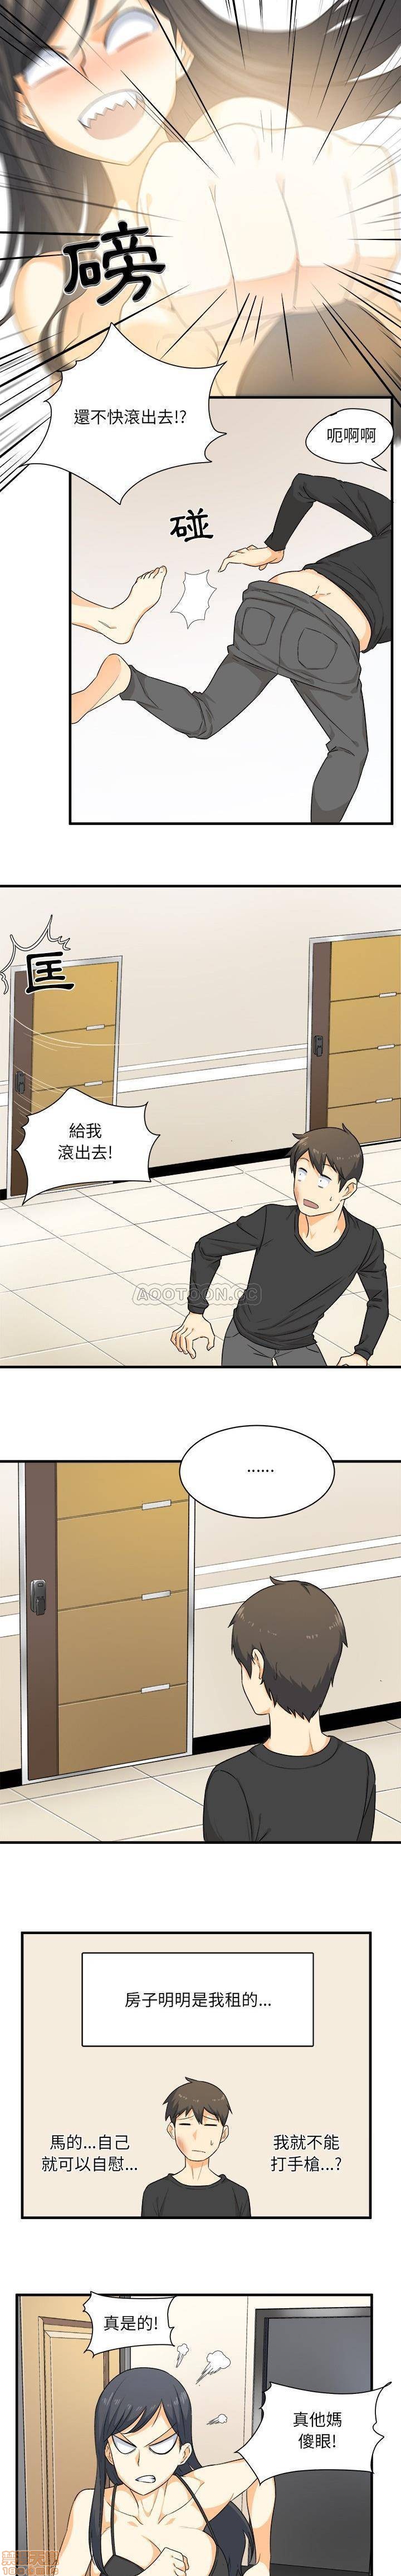 磅
還不快滾出去!?
呃啊啊
碰
匡
給我
滾出去!
AQOTOON.CC
......
房子明明是我租的...
馬的...自己
就可以自慰...
我就不能
打手槍...?
真是的!
真他媽
傻眼!